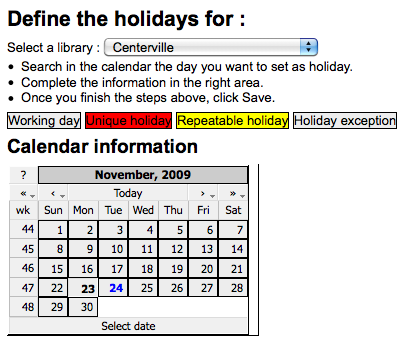 Define the holidays for :
Select a library : Centerville
• Search in the calendar the day you want to set as holiday.
• Complete the information in the right area.
• Once you finish the steps above, click Save.
Working day Unique holiday Repeatable holiday Holiday exception
Calendar information
? November, 2009
« ‹ Today › »
wk Sun Mon Tue Wed Thu Fri Sat
44 1 2 3 4 5 6 7
45 8 9 10 11 12 13 14
46 15 16 17 18 19 20 21
47 22 23 24 25 26 27 28
48 29 30
Select date